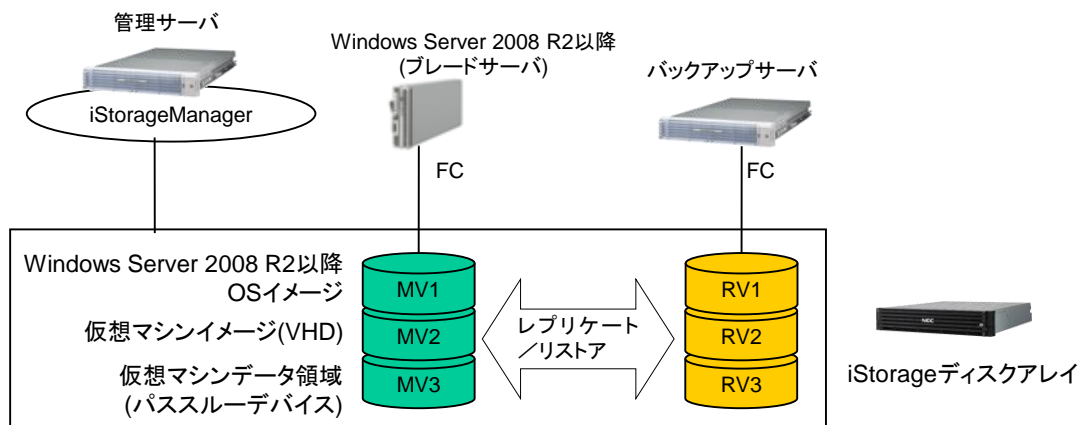 管理サーバ
iStorageManager
Windows Server 2008 R2以降
(ブレードサーバ)
バックアップサーバ
FC
FC
Windows Server 2008 R2以降
OSイメージ
仮想マシンイメージ(VHD)
仮想マシンデータ領域
(パススルーデバイス)
MV1
MV2
MV3
レプリケート
／リストア
RV1
RV2
RV3
NEC
iStorageディスクアレイ